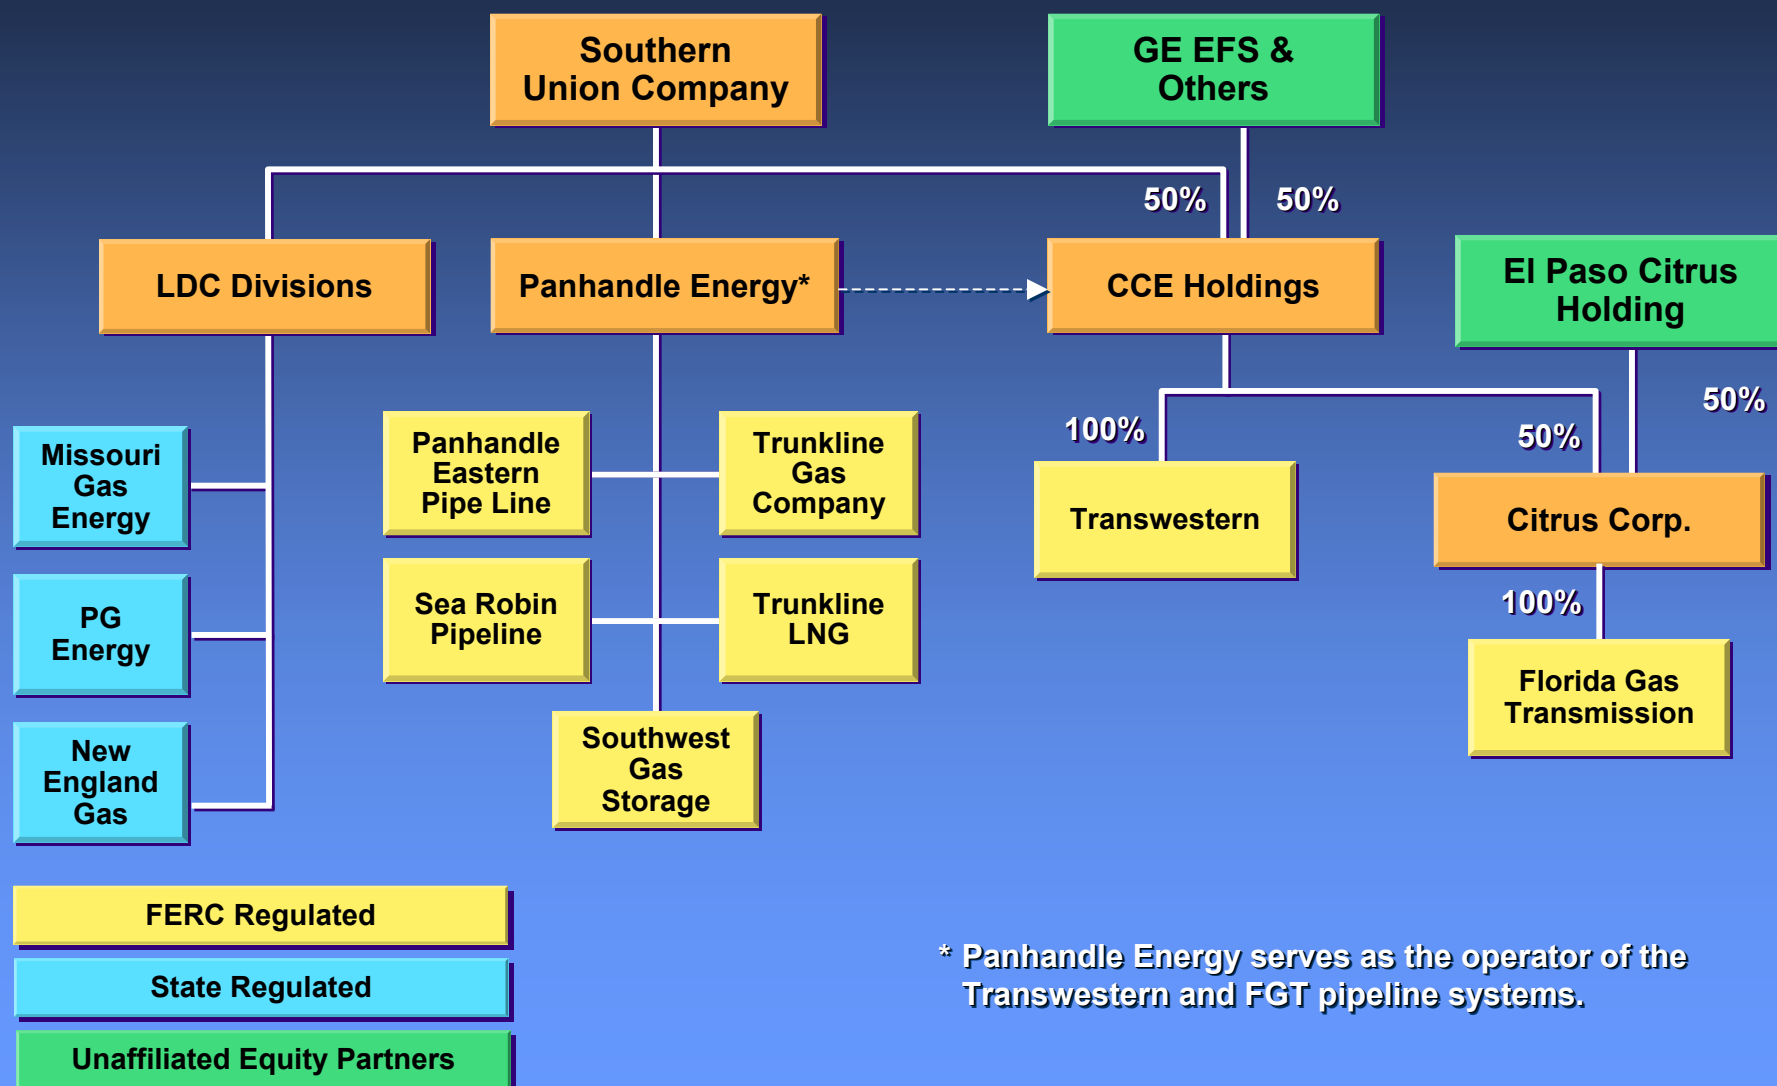 Southern
Union Company
GE EFS &
Others
50%
50%
LDC Divisions
Panhandle Energy*
CCE Holdings
El Paso Citrus
Holding
50%
100%
50%
Missouri
Gas
Energy
Panhandle
Eastern
Pipe Line
Trunkline
Gas
Company
Transwestern
Citrus Corp.
PG
Energy
Sea Robin
Pipeline
Trunkline
LNG
100%
Florida Gas
Transmission
New
England
Gas
Southwest
Gas
Storage
FERC Regulated
State Regulated
Unaffiliated Equity Partners
* Panhandle Energy serves as the operator of the
Transwestern and FGT pipeline systems.